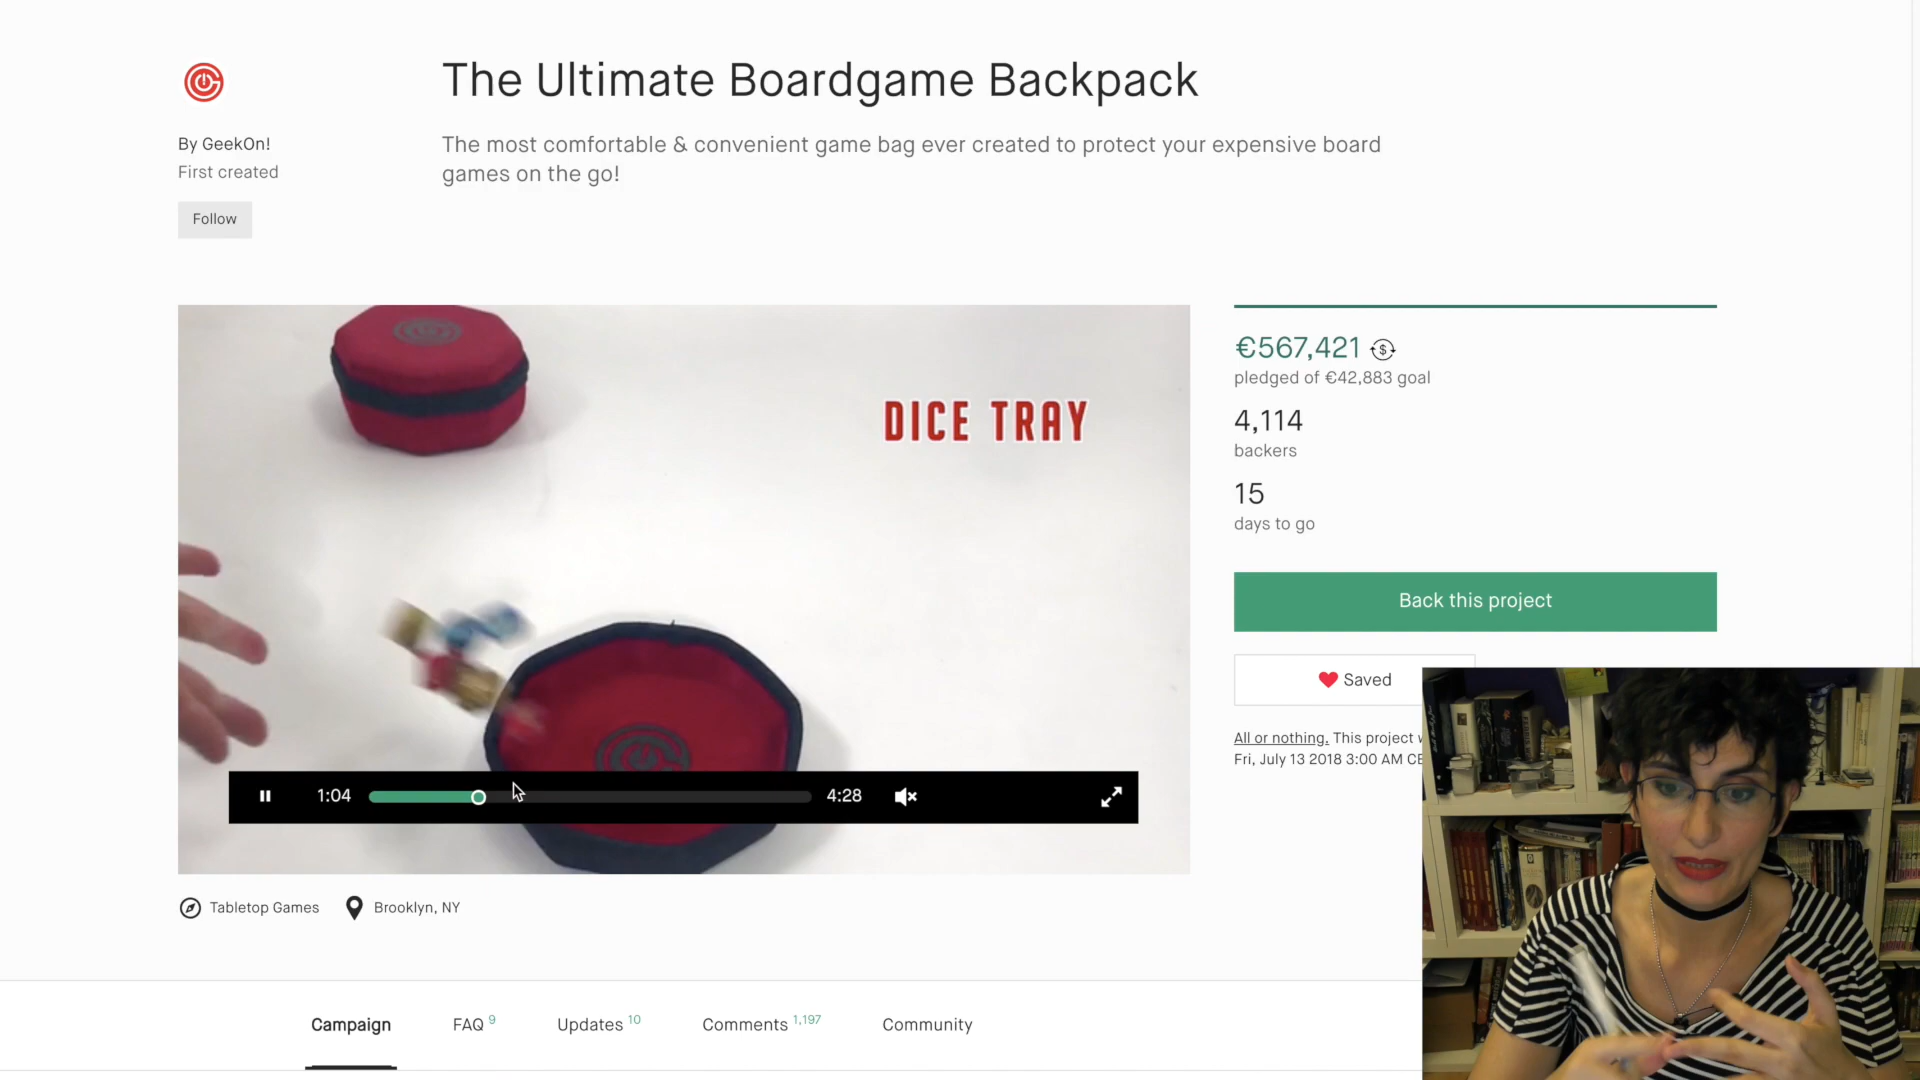 The Ultimate Boardgame Backpack
By GeekOn!
First created
Follow
The most comfortable & convenient game bag ever created to protect your expensive board
games on the go!
DICE TRAY
1:04
4:28
€567,421
pledged of €42,883 goal
4,114
backers
15
days to go
Back this project
Saved
All or nothing. This project
Fri, July 13 2018 3:00 AM
Tabletop Games
Brooklyn, NY
Campaign
FAQ 9
Updates 10
Comments 1,197
Community